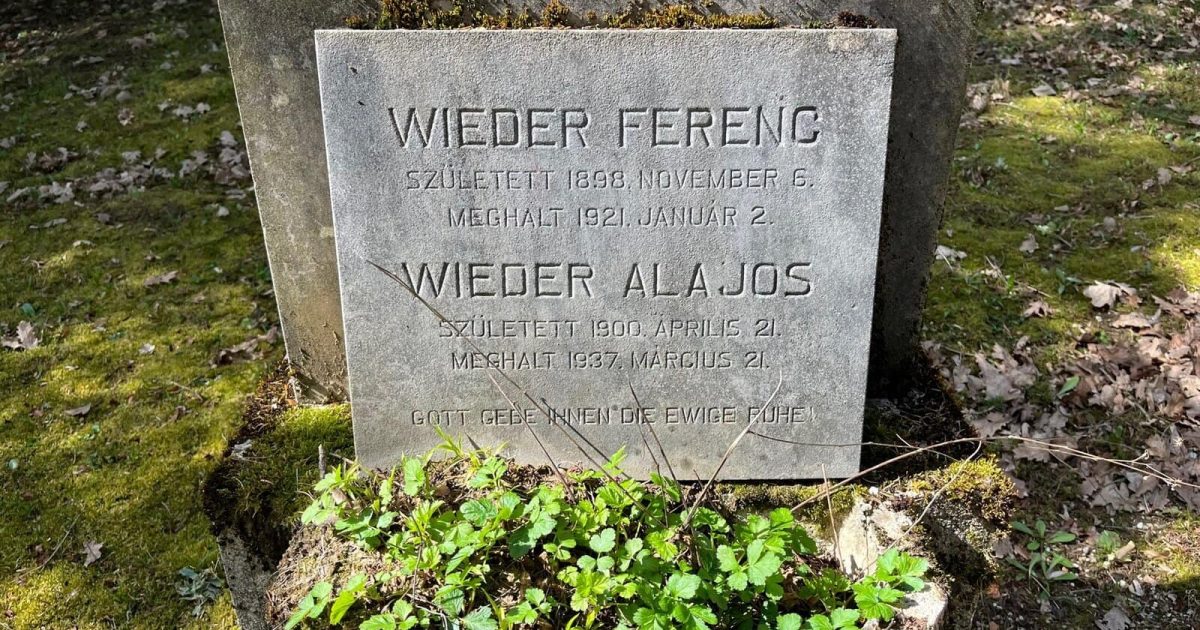 WIEDER FERENC
SZÜLETETT 1898. NOVEMBER 6.
MEGHALT 1921. JANUÁR 2.
WIEDER ALAJOS
SZÜLETETT 1900. ÁPRILIS 21.
MEGHALT 1937. MÁRCIUS 21.
GOTT GEBE IHNEN DIE EWIGE RUHE!